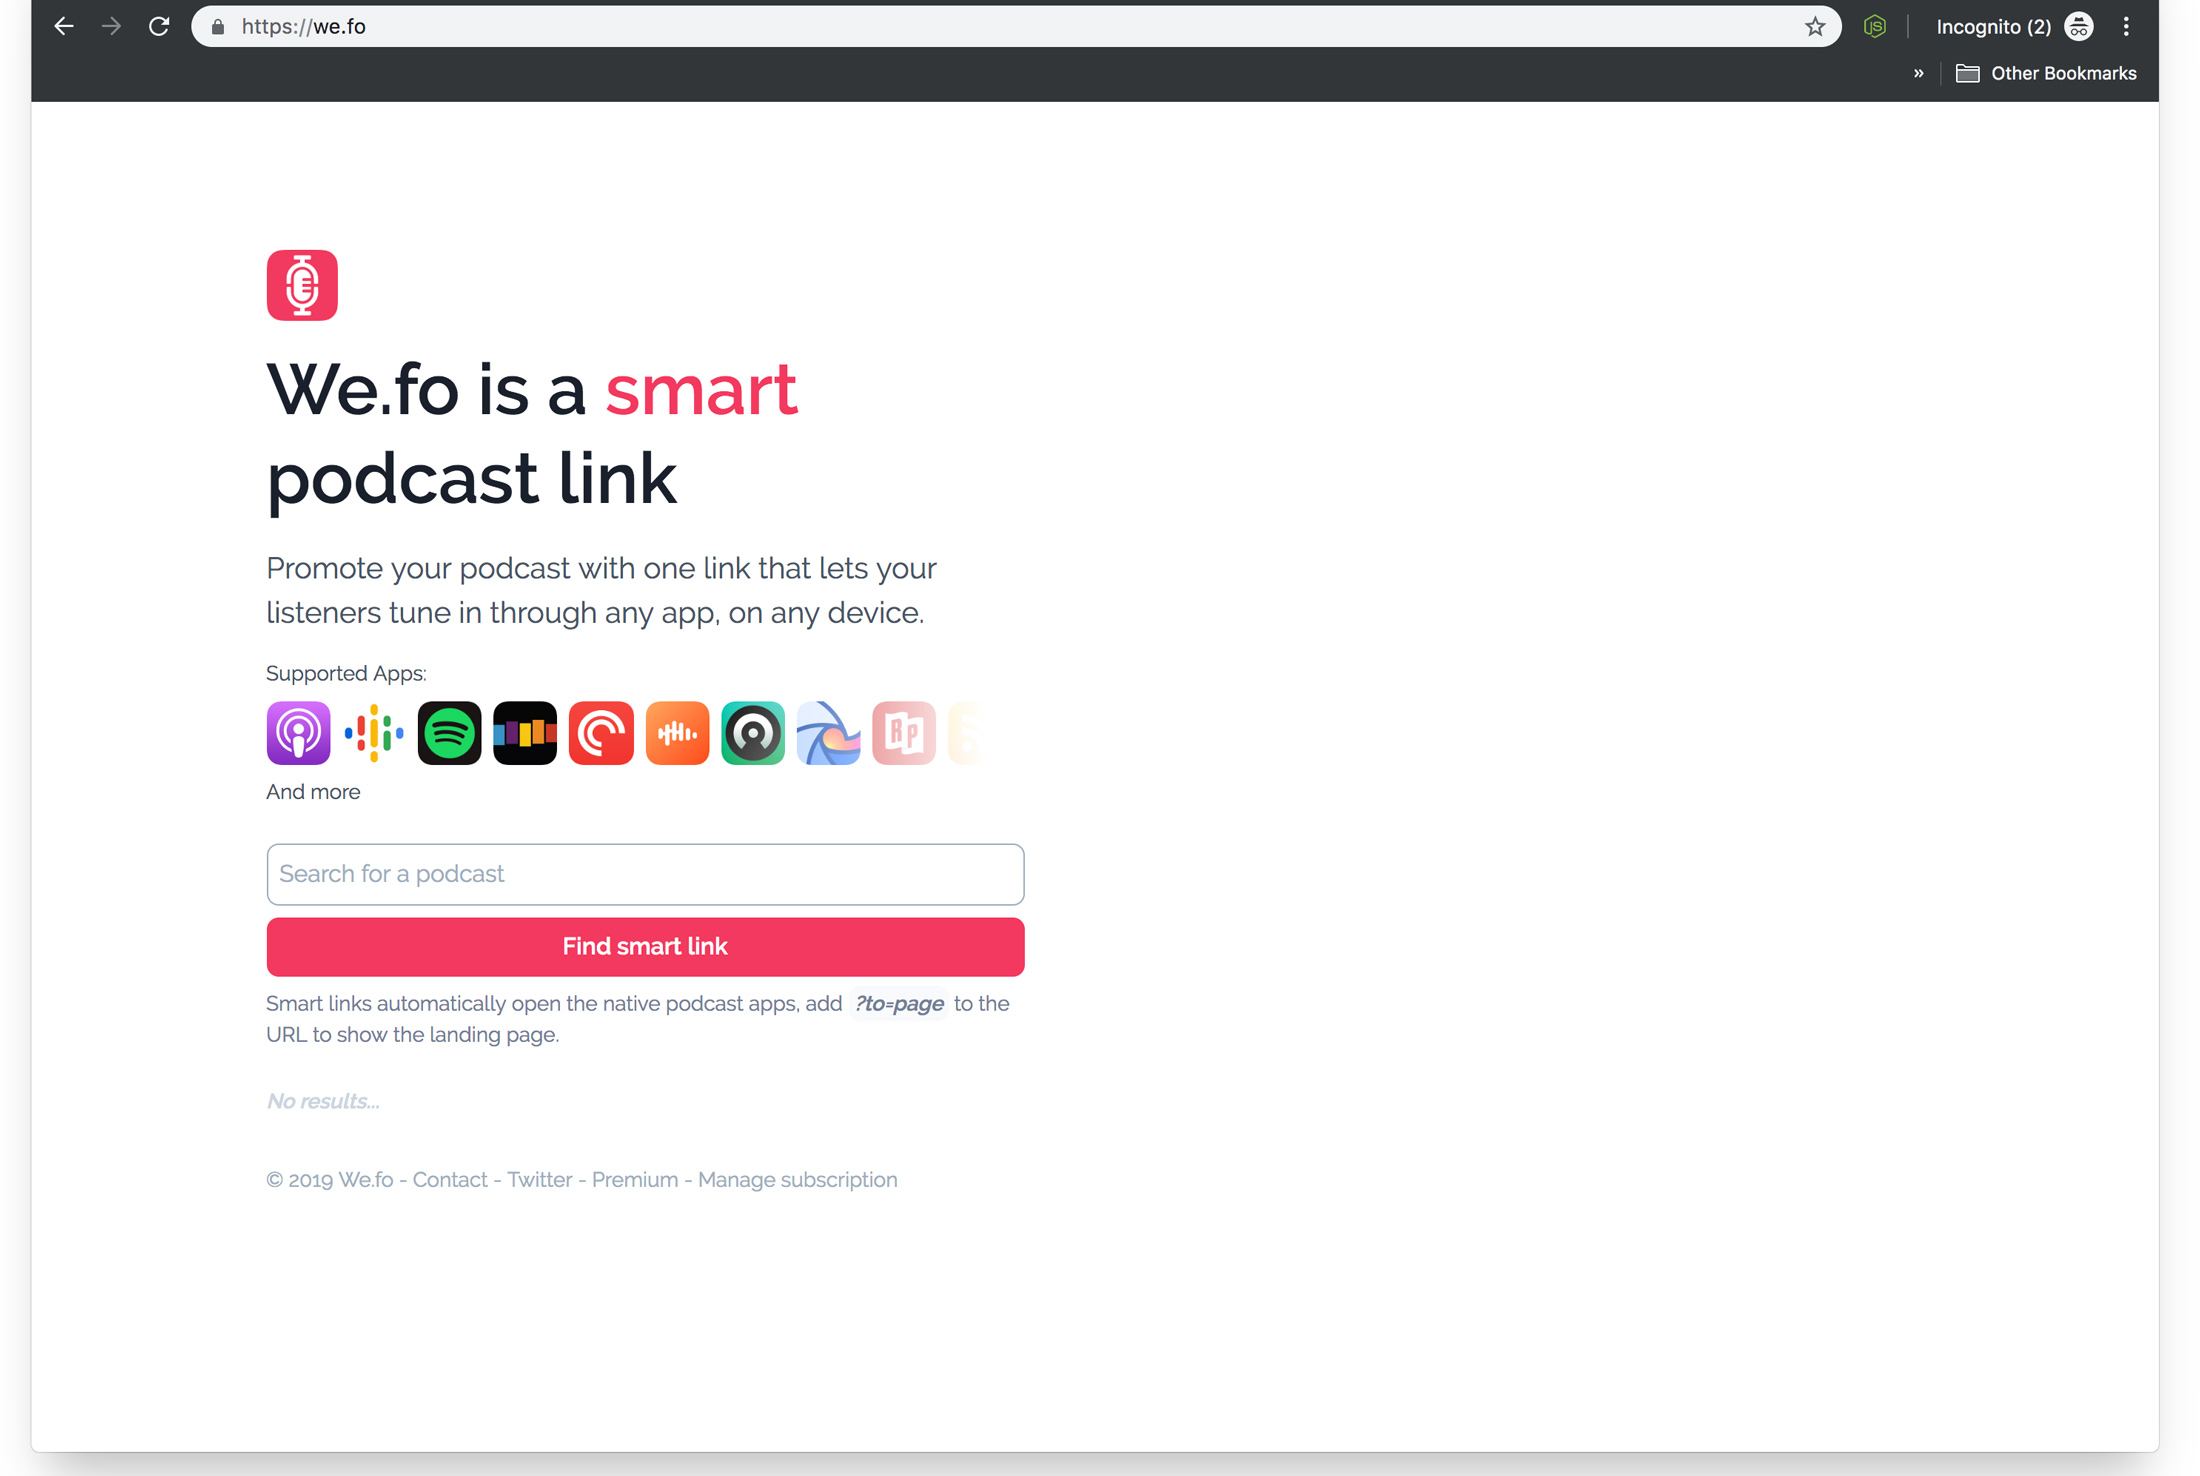 https://we.fo
Incognito (2)
» Other Bookmarks
We.fo is a smart
podcast link
Promote your podcast with one link that lets your
listeners tune in through any app, on any device.
Supported Apps:
RP
And more
Search for a podcast
Find smart link
Smart links automatically open the native podcast apps, add ?to=page to the
URL to show the landing page.
No results...
© 2019 We.fo - Contact - Twitter - Premium - Manage subscription